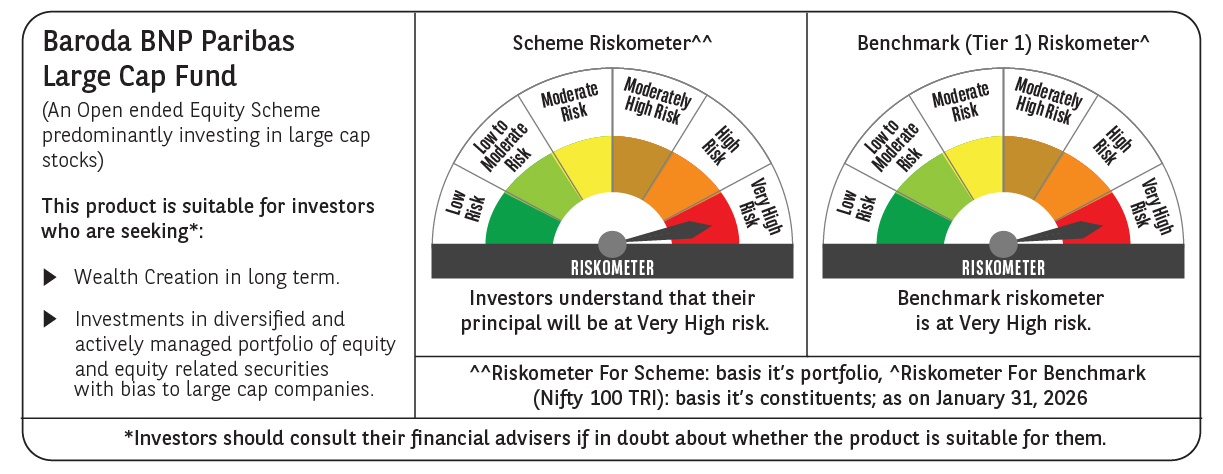 Baroda BNP Paribas
Large Cap Fund
(An Open ended Equity Scheme
predominantly investing in large cap
stocks)
This product is suitable for investors
who are seeking*:
▶ Wealth Creation in long term.
▶ Investments in diversified and
actively managed portfolio of equity
and equity related securities
with bias to large cap companies.
Scheme Riskometer^^
Low
Risk
Low to
Moderate
Risk
Moderate
Risk
Moderately
High Risk
High
Risk
Very High
Risk
RISKOMETER
Investors understand that their
principal will be at Very High risk.
Benchmark (Tier 1) Riskometer^
Low
Risk
Low to
Moderate
Risk
Moderate
Risk
Moderately
High Risk
High
Risk
Very High
Risk
RISKOMETER
Benchmark riskometer
is at Very High risk.
^^Riskometer For Scheme: basis it's portfolio, ^Riskometer For Benchmark
(Nifty 100 TRI): basis it's constituents; as on January 31, 2026
*Investors should consult their financial advisers if in doubt about whether the product is suitable for them.